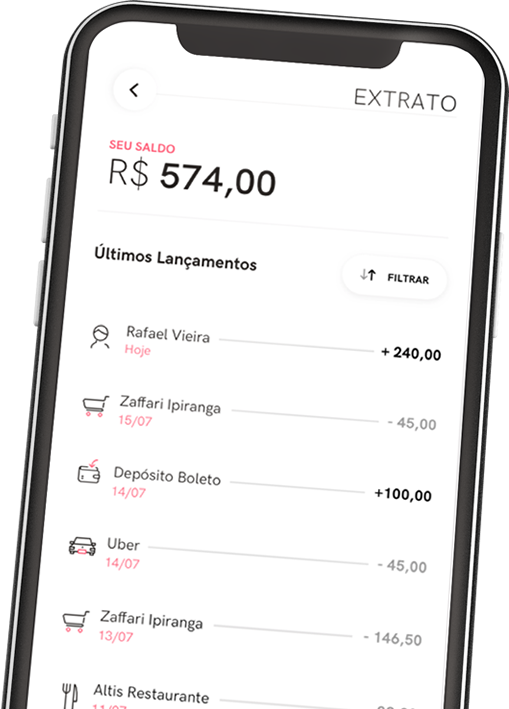 EXTRATO
SEU SALDO
R$ 574,00
Últimos Lançamentos
FILTRAR
Rafael Vieira + 240,00
Hoje
Zaffari Ipiranga - 45,00
15/07
Depósito Boleto +100,00
14/07
Uber - 45,00
14/07
Zaffari Ipiranga - 146,50
13/07
Altis Restaurante